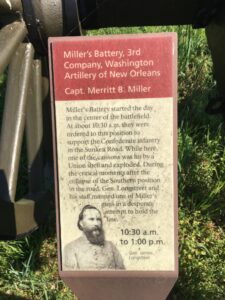 Miller's Battery, 3rd
Company, Washington
Artillery of New Orleans
Capt. Merritt B. Miller
Miller's Battery started the day
in the center of the battlefield.
At about 10:30 a.m. they were
ordered to this position to
support the Confederate infantry
in the Sunken Road. While here,
one of the caissons was hit by a
Union shell and exploded. During
the critical moments after the
collapse of the Southern position
in the road, Gen. Longstreet and
his staff manned one of Miller's
guns in a desperate
attempt to hold the
line.
10:30 a.m.
to 1:00 p.m.
Gen. James
Longstreet